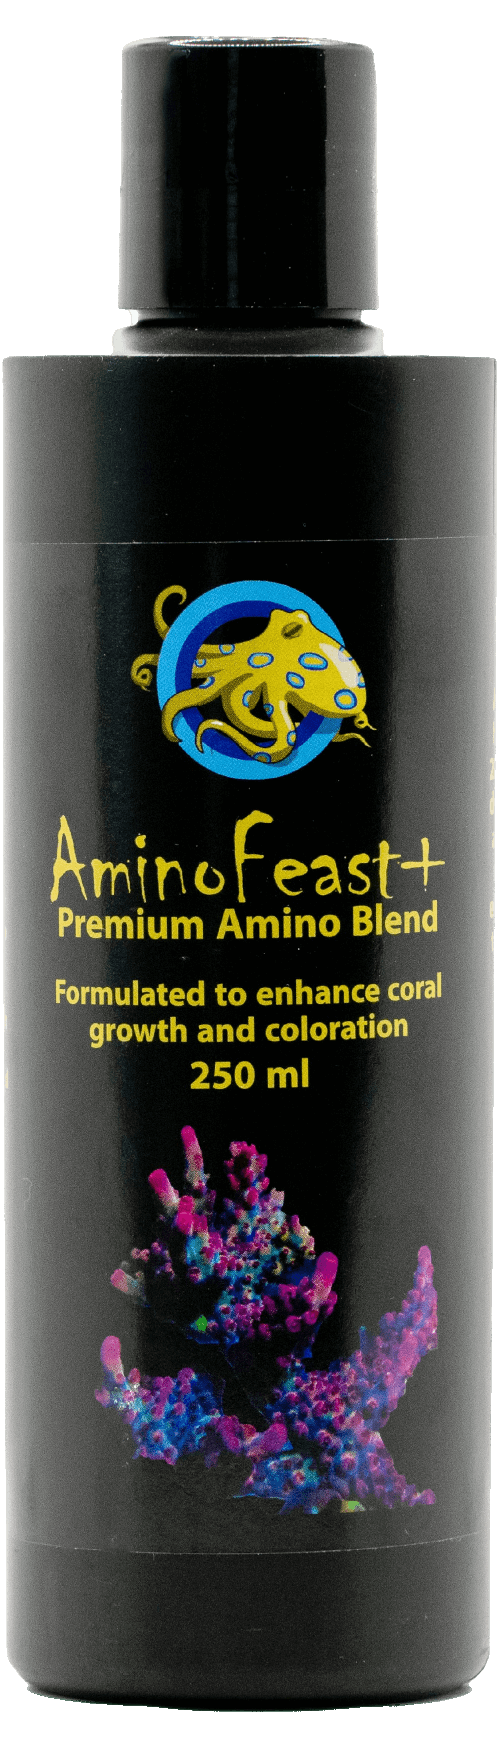 AminoFeast+
Premium Amino Blend
Formulated to enhance coral
growth and coloration
250 ml